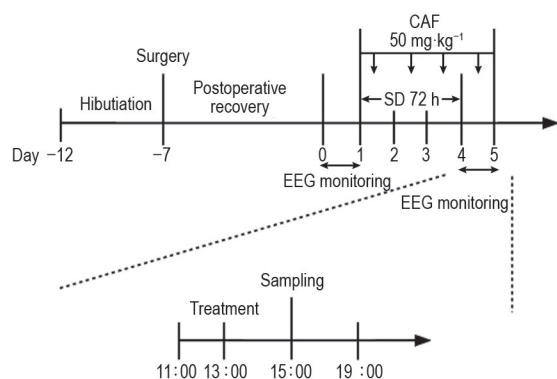 CAF
50 mg·kg⁻¹
Surgery
Hibutiation
Postoperative
recovery
SD 72 h
Day −12
−7
0
1
2
3
4
5
EEG monitoring
EEG monitoring
Sampling
Treatment
11:00 13:00 15:00 19:00